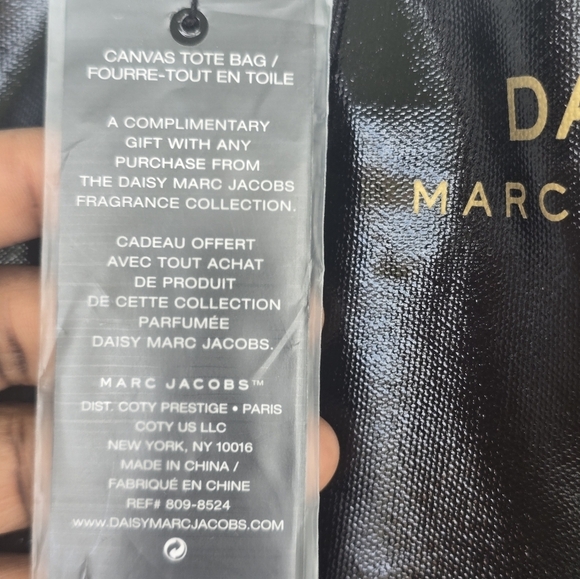 CANVAS TOTE BAG /
FOURRE-TOUT EN TOILE
A COMPLIMENTARY
GIFT WITH ANY
PURCHASE FROM
THE DAISY MARC JACOBS
FRAGRANCE COLLECTION.
CADEAU OFFERT
AVEC TOUT ACHAT
DE PRODUIT
DE CETTE COLLECTION
PARFUMÉE
DAISY MARC JACOBS.
MARC JACOBS™
DIST. COTY PRESTIGE • PARIS
COTY US LLC
NEW YORK, NY 10016
MADE IN CHINA /
FABRIQUÉ EN CHINE
REF# 809-8524
WWW.DAISYMARCJACOBS.COM
DA
MARC